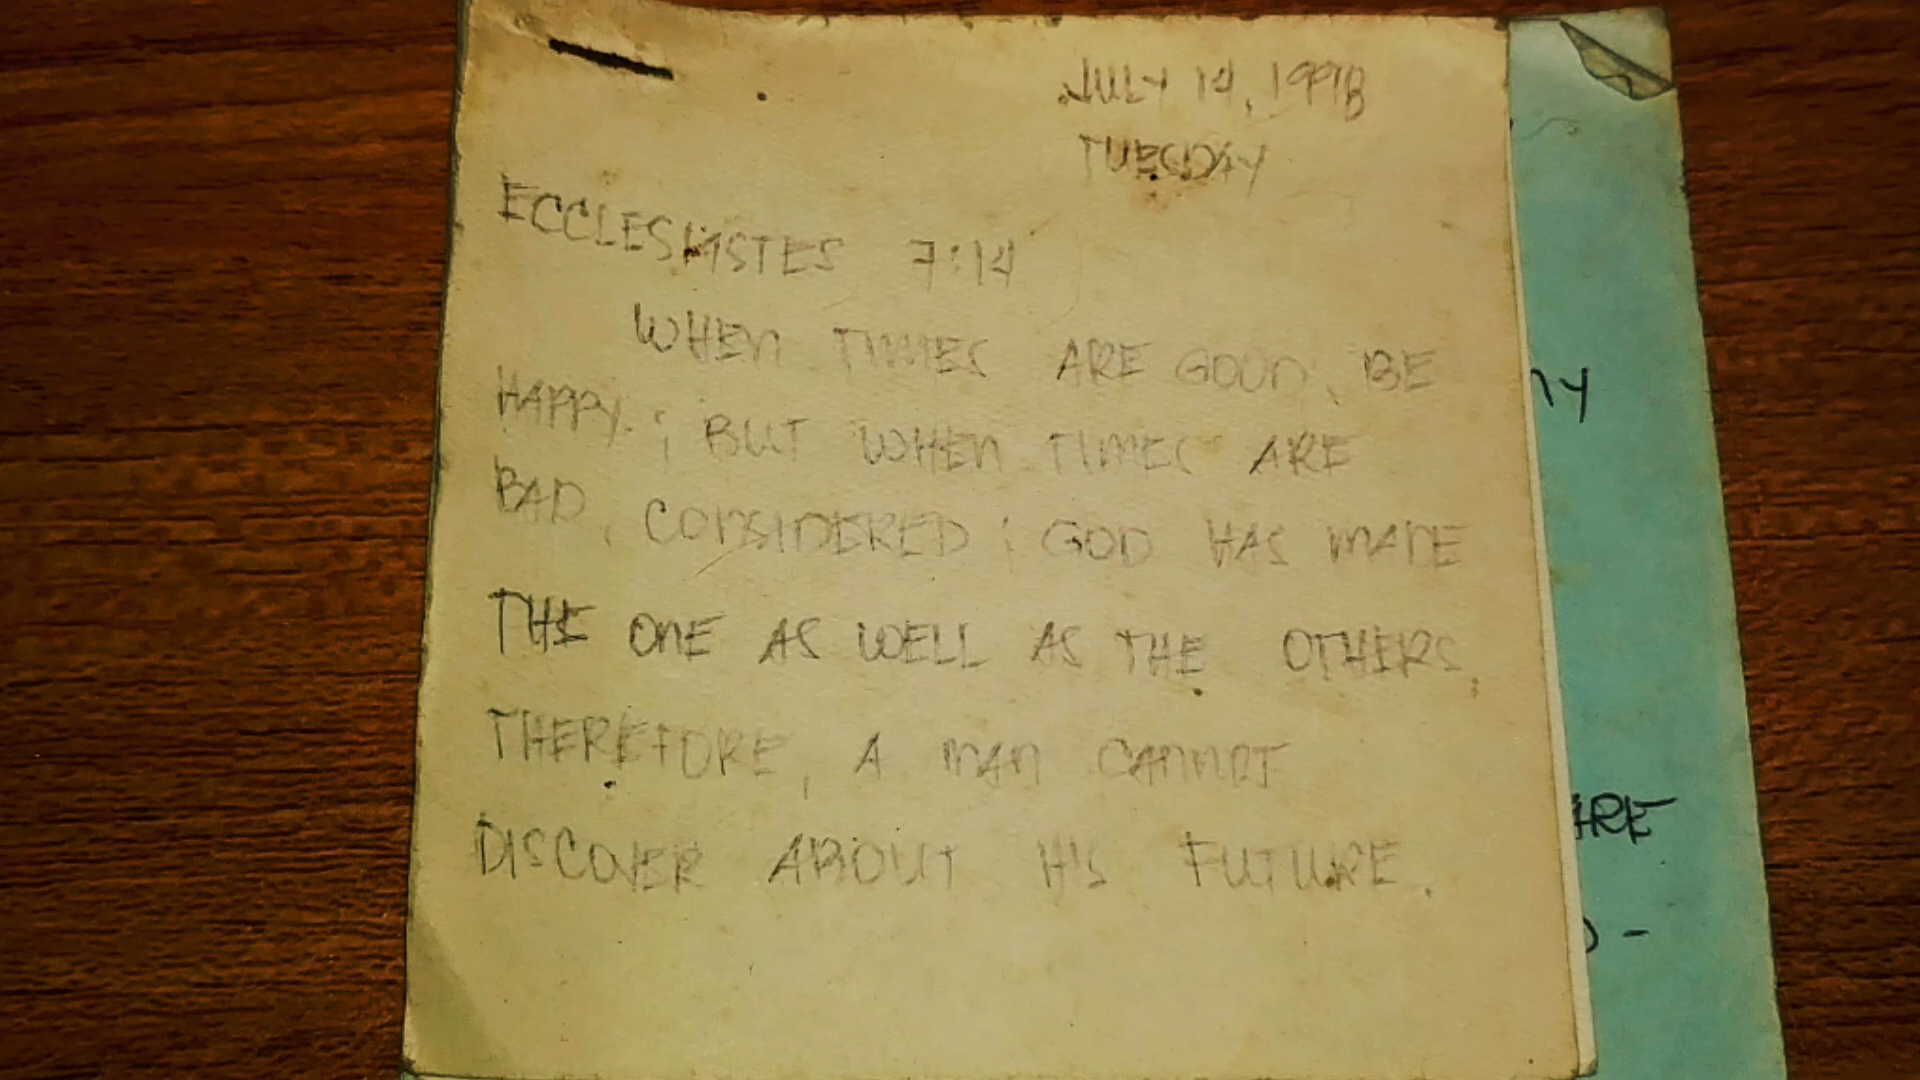 JULY 14, 1998
TUESDAY
ECCLESIASTES 7:14
WHEN TIMES ARE GOOD, BE
HAPPY; BUT WHEN TIMES ARE
BAD, CONSIDERED; GOD HAS MADE
THE ONE AS WELL AS THE OTHERS;
THEREFORE, A MAN CANNOT
DISCOVER ABOUT HIS FUTURE.
ARE